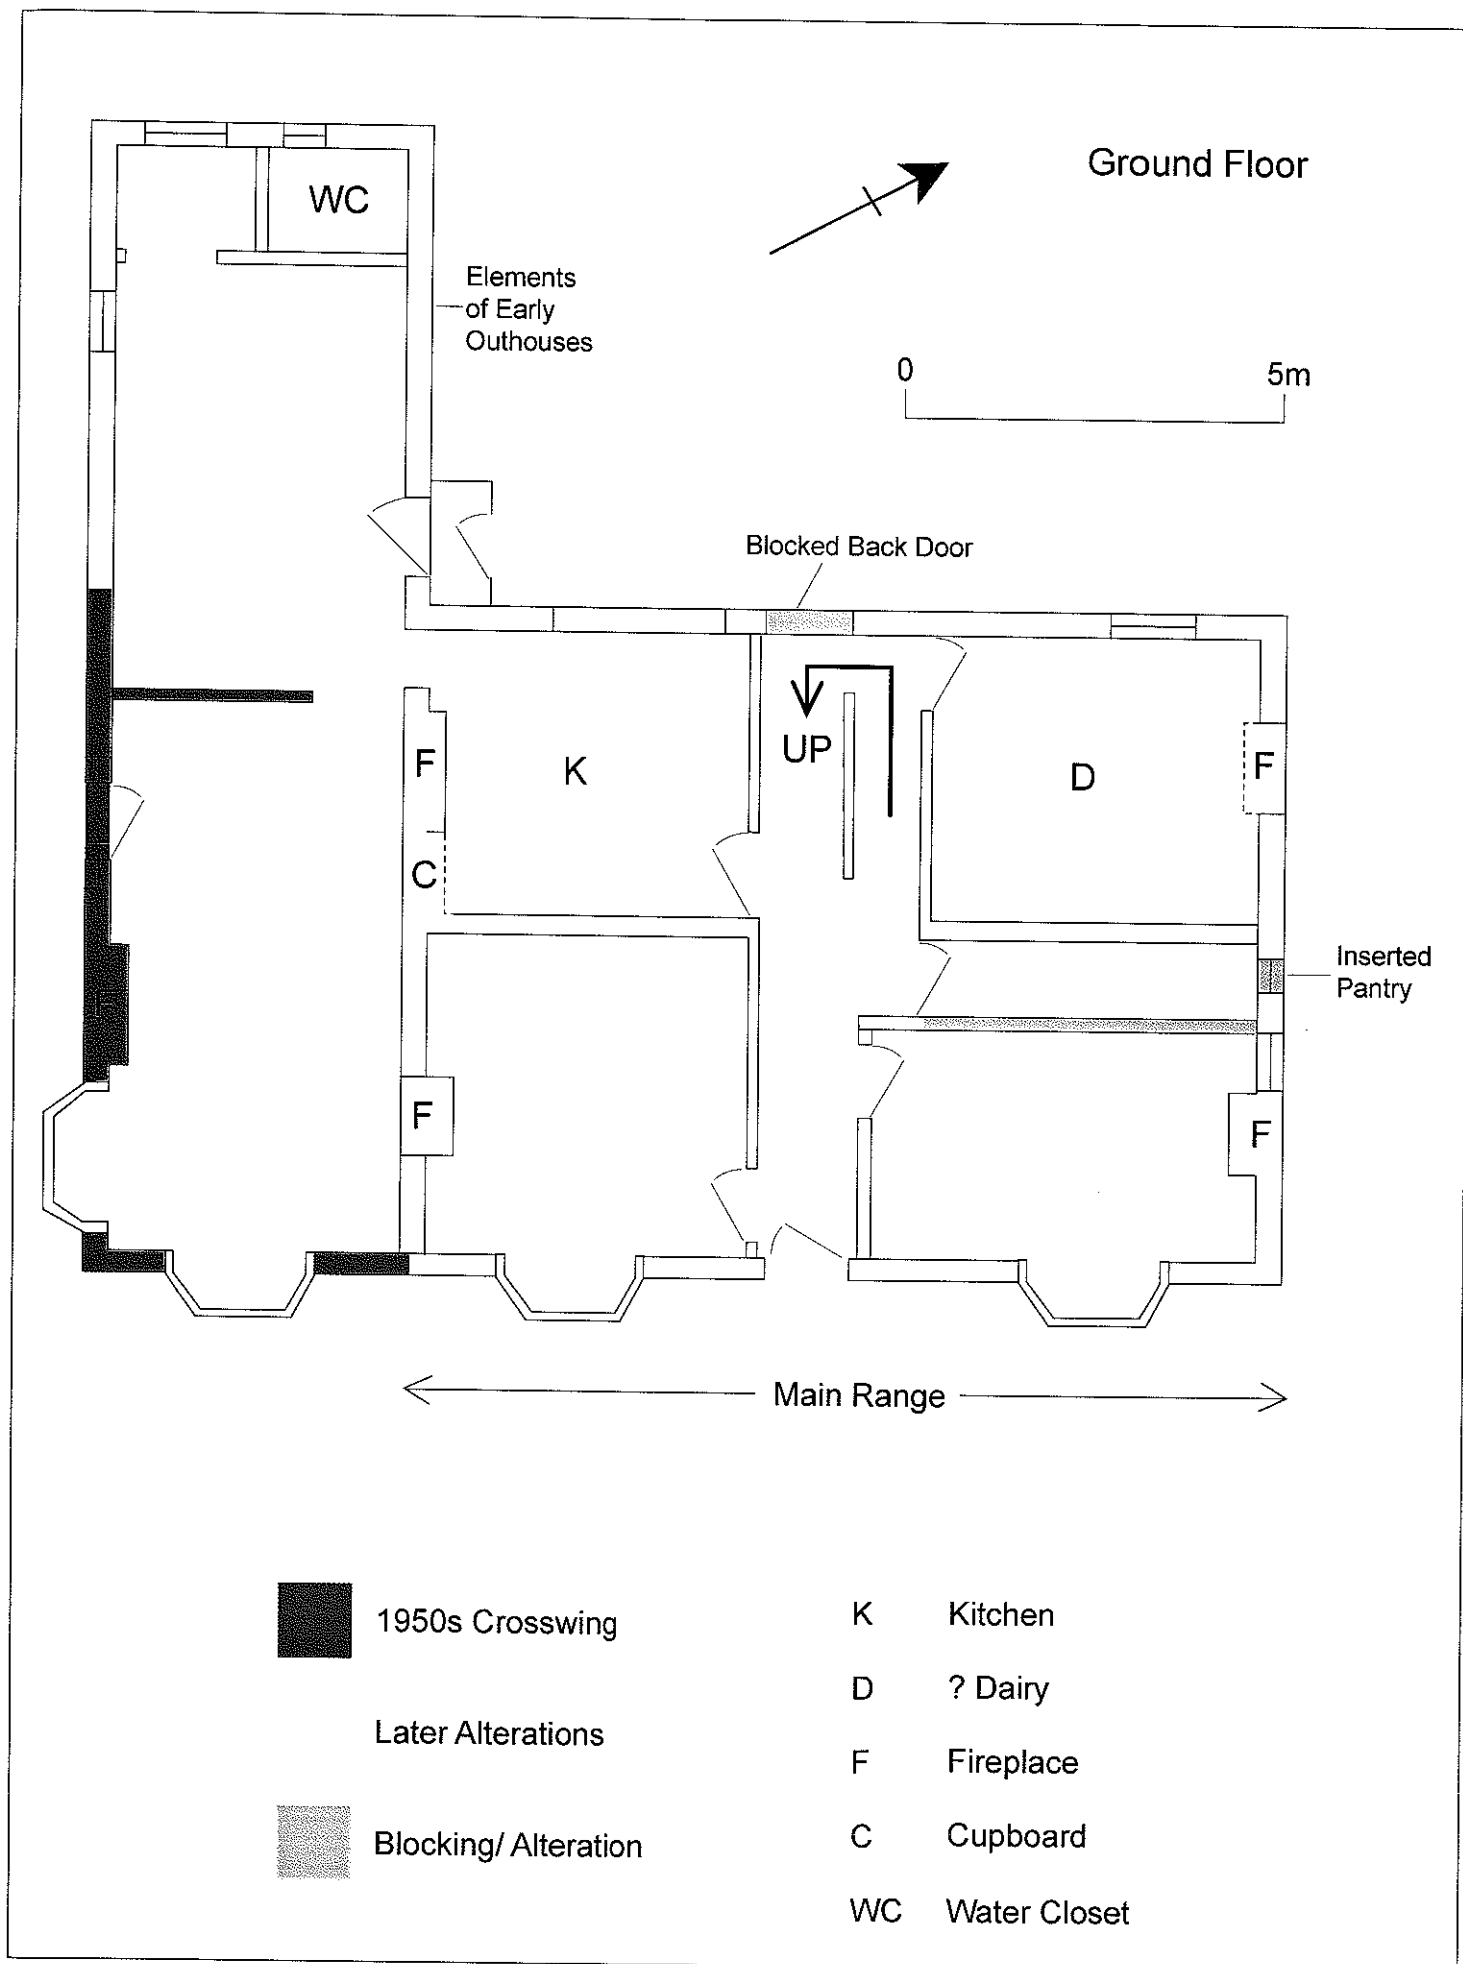 Ground Floor
WC
Elements
of Early
Outhouses
0 5m
Blocked Back Door
F
K
UP
D
F
C
Inserted
Pantry
F
F
F
Main Range
1950s Crosswing
Later Alterations
Blocking/ Alteration
K Kitchen
D ? Dairy
F Fireplace
C Cupboard
WC Water Closet